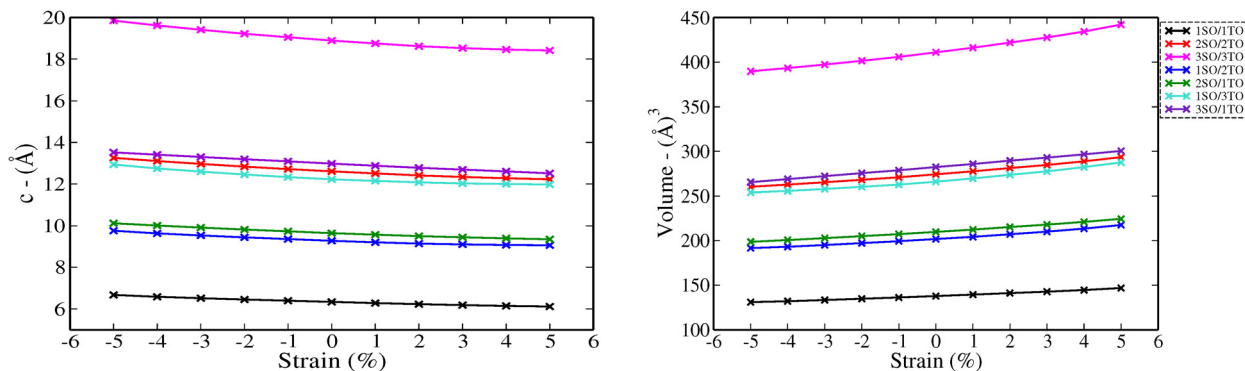 20
18
16
14
12
10
8
6
c - (Å)
-6 -5 -4 -3 -2 -1 0 1 2 3 4 5 6
Strain (%)
450
400
350
300
250
200
150
100
Volume - (Å)³
-6 -5 -4 -3 -2 -1 0 1 2 3 4 5 6
Strain (%)
1SO/1TO
2SO/2TO
3SO/3TO
1SO/2TO
2SO/1TO
1SO/3TO
3SO/1TO